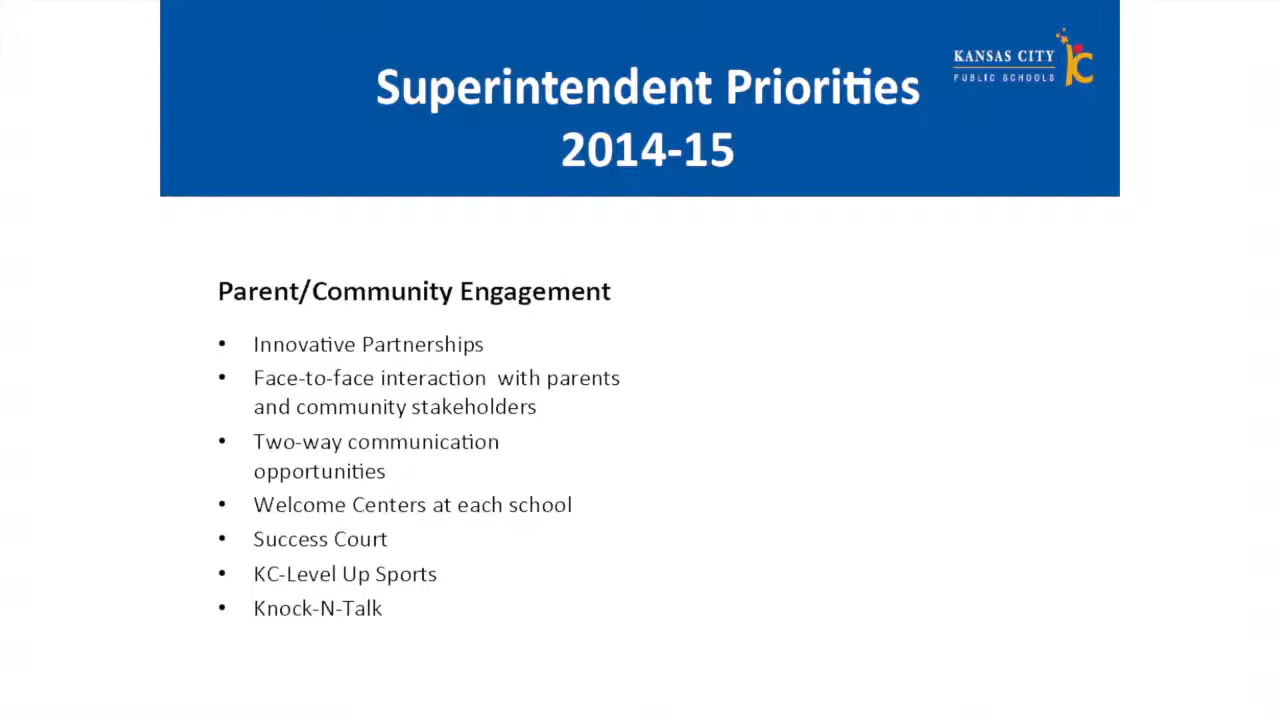 Superintendent Priorities
2014-15
KANSAS CITY
PUBLIC SCHOOLS
KC
Parent/Community Engagement
• Innovative Partnerships
• Face-to-face interaction  with parents
and community stakeholders
• Two-way communication
opportunities
• Welcome Centers at each school
• Success Court
• KC-Level Up Sports
• Knock-N-Talk